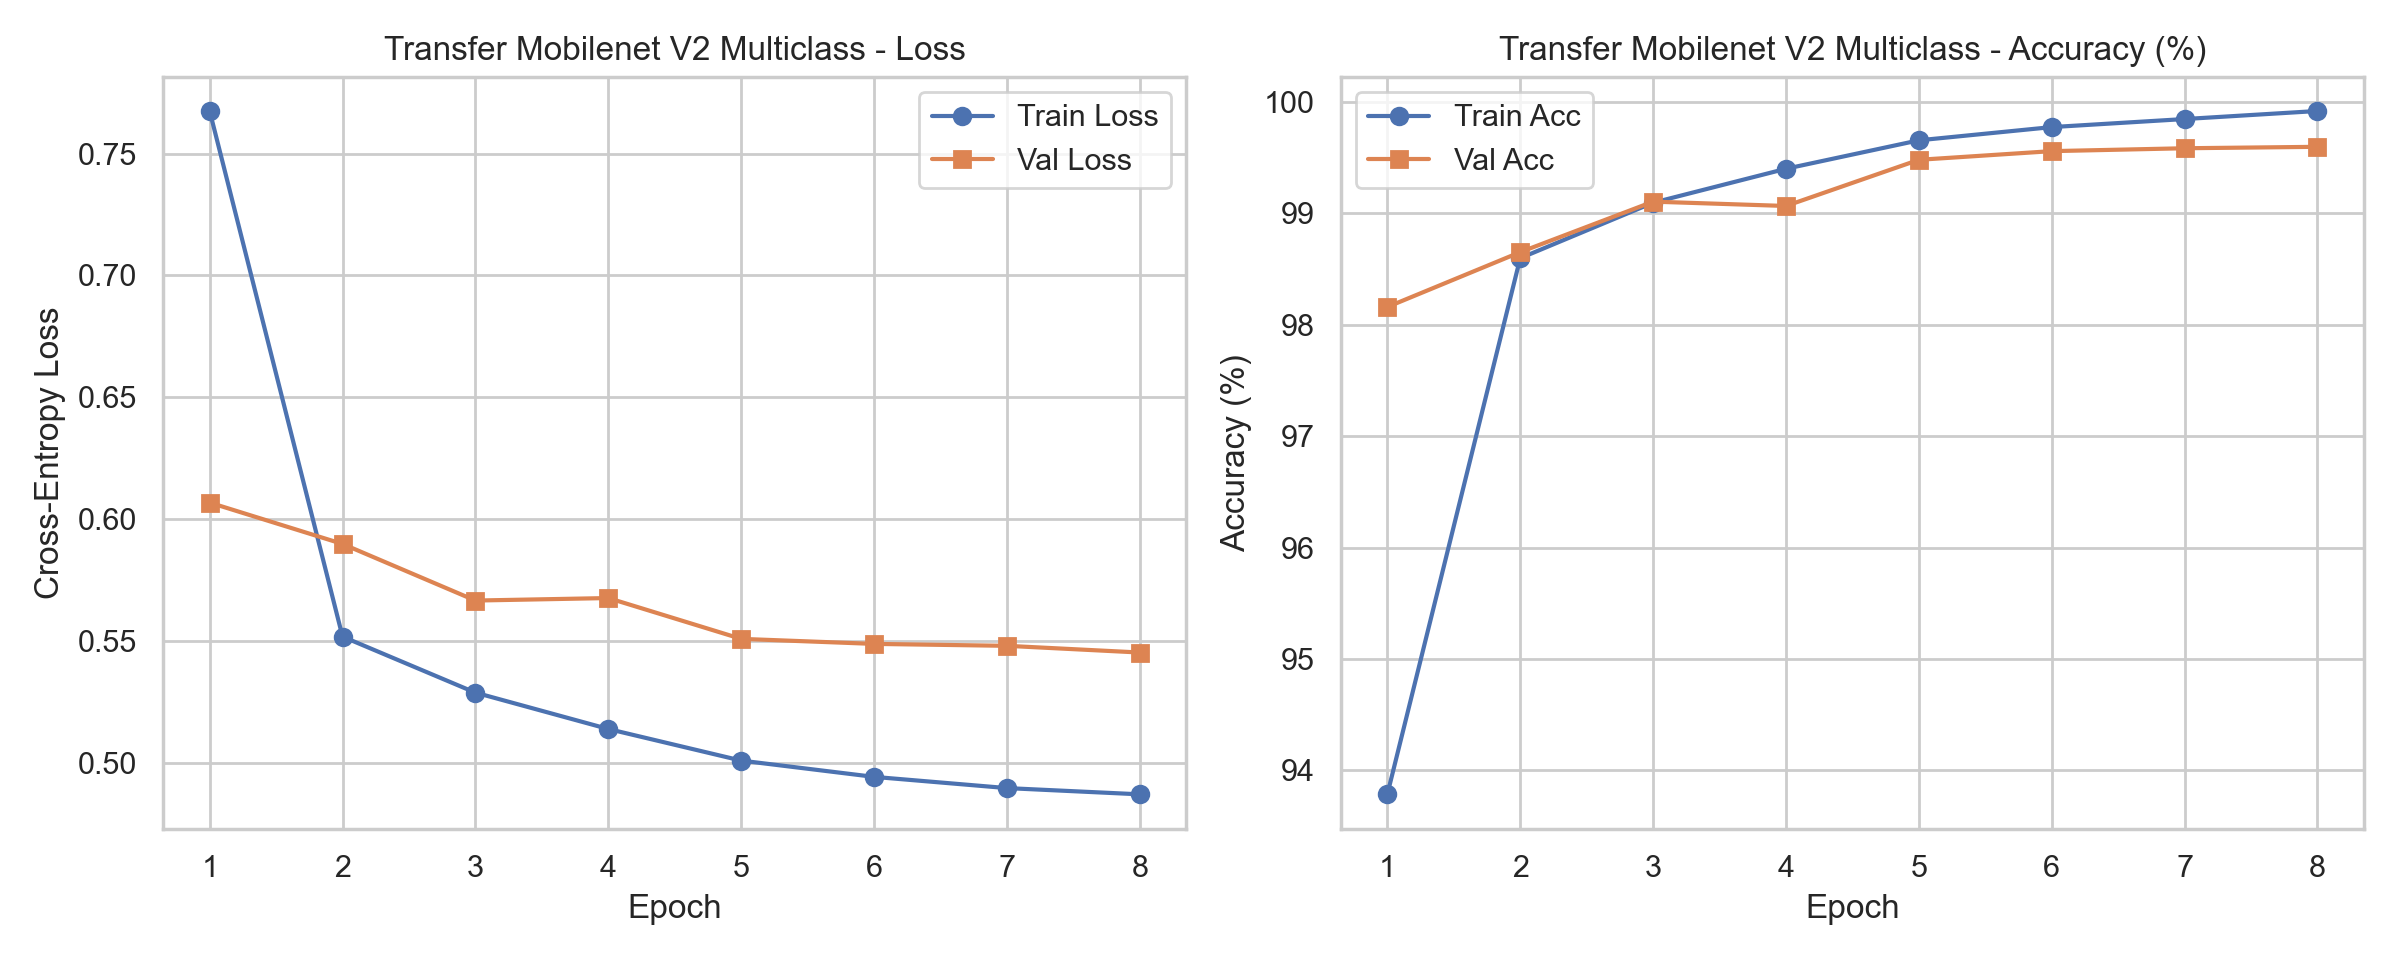 Transfer Mobilenet V2 Multiclass - Loss
Train Loss
Val Loss
0.75
0.70
0.65
0.60
0.55
0.50
Cross-Entropy Loss
1 2 3 4 5 6 7 8
Epoch
Transfer Mobilenet V2 Multiclass - Accuracy (%)
Train Acc
Val Acc
100
99
98
97
96
95
94
Accuracy (%)
1 2 3 4 5 6 7 8
Epoch